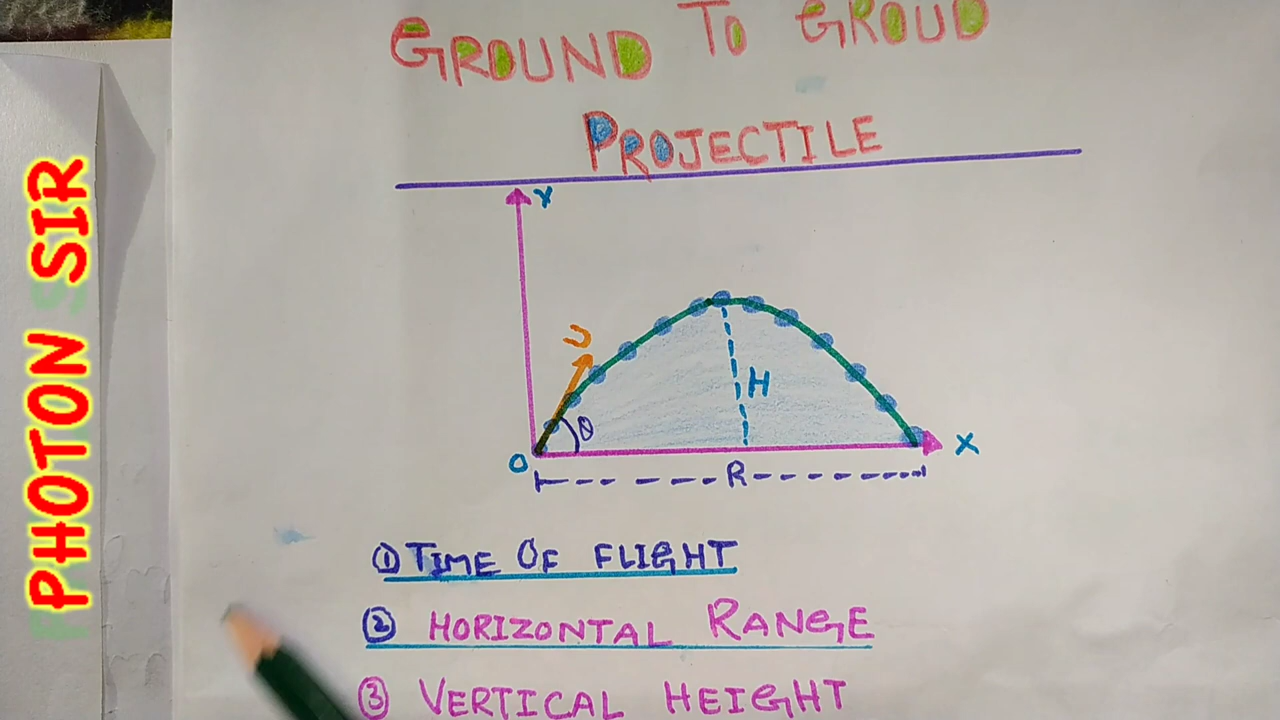 GROUND TO GROUD
PROJECTILE
PHOTON SIR
Y
U
H
θ
O
X
R
① TIME OF FLIGHT
② HORIZONTAL RANGE
③ VERTICAL HEIGHT